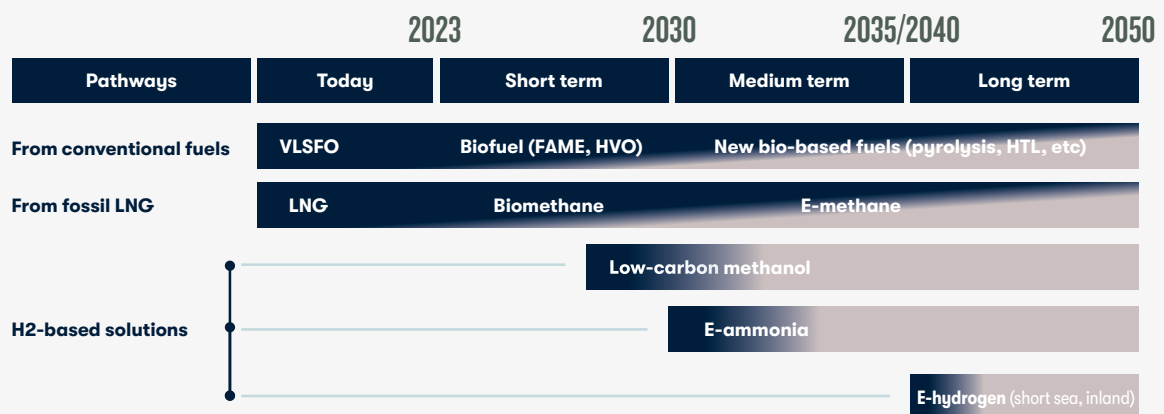 2023 2030 2035/2040 2050
Pathways Today Short term Medium term Long term
From conventional fuels VLSFO Biofuel (FAME, HVO) New bio-based fuels (pyrolysis, HTL, etc)
From fossil LNG LNG Biomethane E-methane
Low-carbon methanol
H2-based solutions E-ammonia
E-hydrogen (short sea, inland)